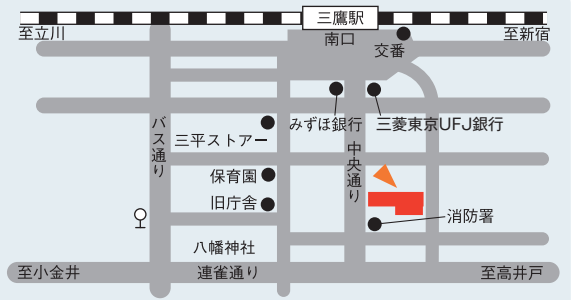 三鷹駅
至立川
南口
交番
至新宿
みずほ銀行
三菱東京UFJ銀行
バス通り
三平ストアー
中央通り
保育園
旧庁舎
消防署
八幡神社
至小金井
連雀通り
至高井戸